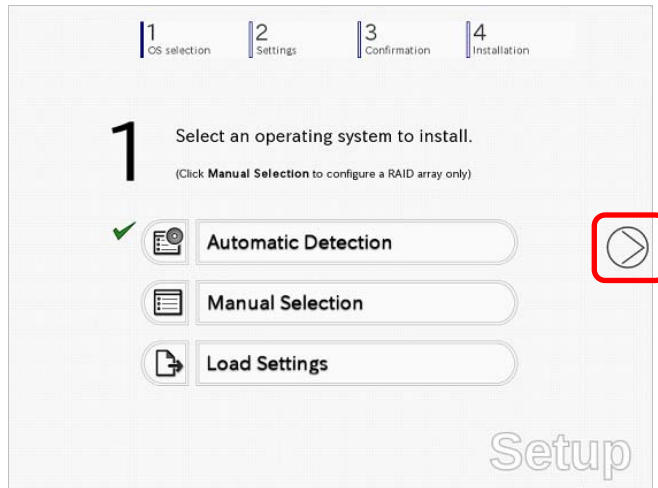 1 2 3 4
OS selection Settings Confirmation Installation
1 Select an operating system to install.
(Click Manual Selection to configure a RAID array only)
Automatic Detection
Manual Selection
Load Settings
Setup